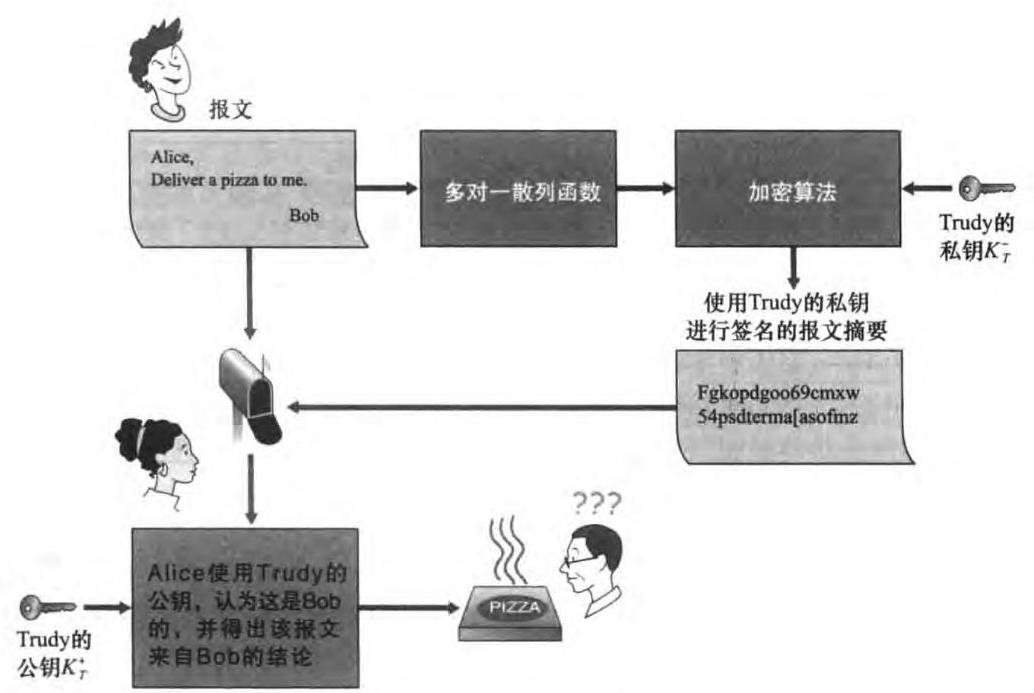 报文
Alice,
Deliver a pizza to me.
Bob
多对一散列函数
加密算法
Trudy的
私钥K⁻T
使用Trudy的私钥
进行签名的报文摘要
Fgkopdgoo69cmxw
54psdterma[asofmz
???
PIZZA
Alice使用Trudy的
公钥，认为这是Bob
的，并得出该报文
来自Bob的结论
Trudy的
公钥K⁺T